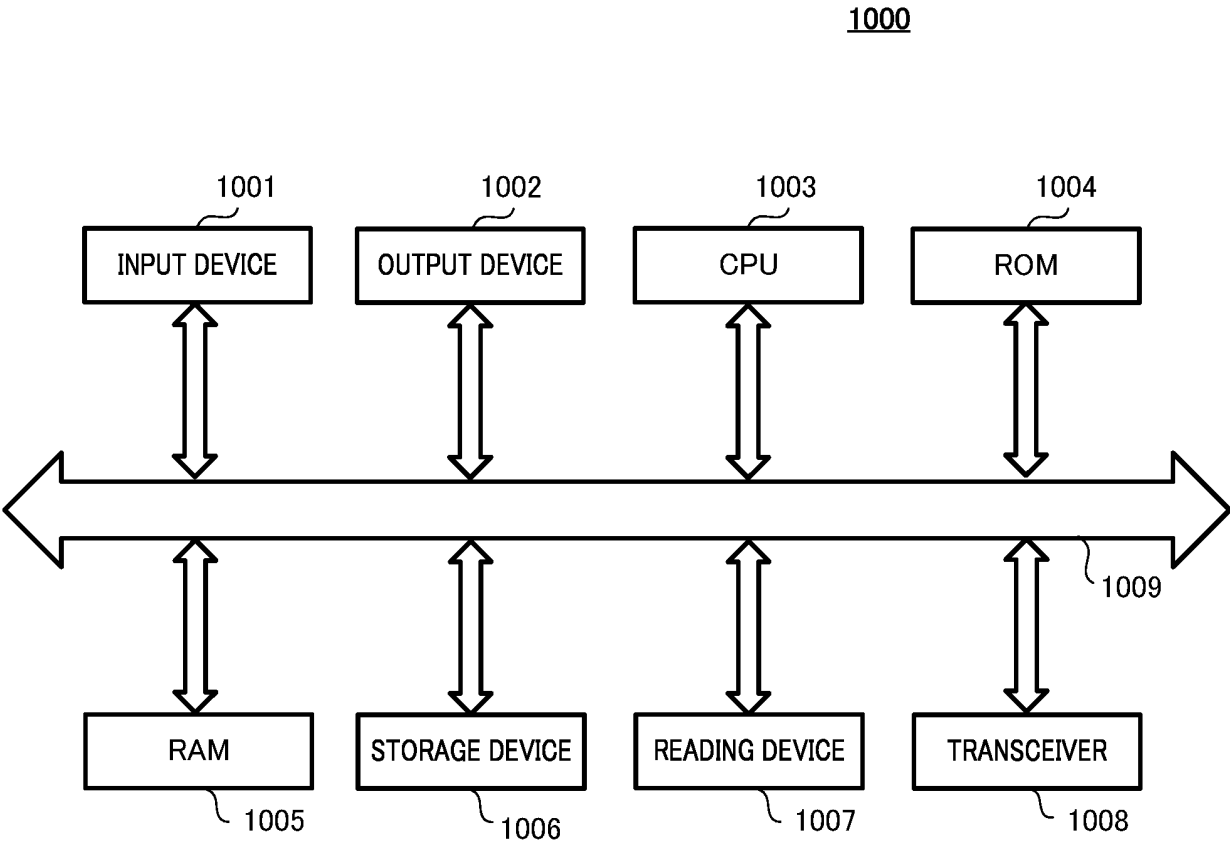 1000
1001
1002
1003
1004
INPUT DEVICE
OUTPUT DEVICE
CPU
ROM
1009
RAM
STORAGE DEVICE
READING DEVICE
TRANSCEIVER
1005
1006
1007
1008